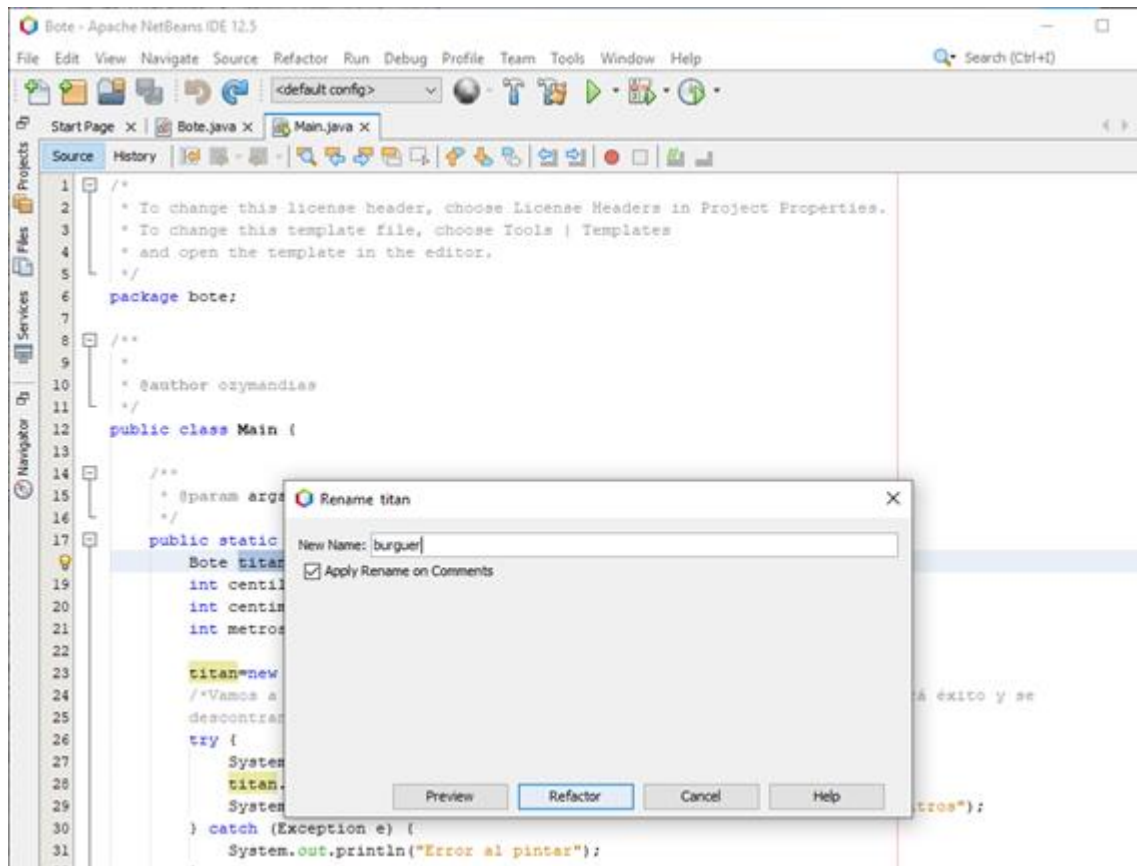 Bote - Apache NetBeans IDE 12.5
File Edit View Navigate Source Refactor Run Debug Profile Team Tools Window Help
Search (Ctrl+I)
<default config>
Start Page Bote.java Main.java
Source History
Projects
Files
Services
Navigator
1 /*
2 * To change this license header, choose License Headers in Project Properties.
3 * To change this template file, choose Tools | Templates
4 * and open the template in the editor.
5 */
6 package bote;
7
8 /**
9 *
10 * @author ozymandias
11 */
12 public class Main {
13
14 /**
15 * @param args
16 */
17 public static
Bote titan
19 int centil
20 int centim
21 int metros
22
23 titan=new
24 /*Vamos a á éxito y se
25 descontrar
26 try {
27 System
28 titan.
29 System tros");
30 } catch (Exception e) {
31 System.out.println("Error al pintar");
Rename titan
New Name: burguer
Apply Rename on Comments
Preview Refactor Cancel Help